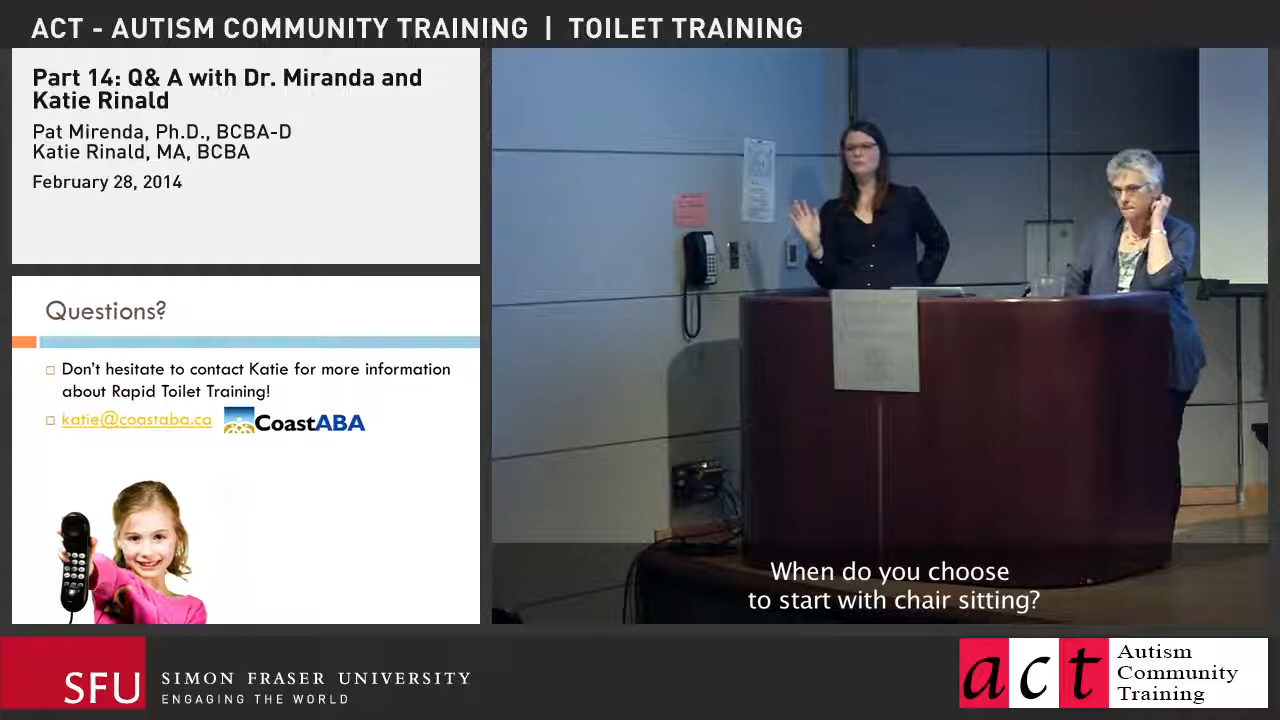 ACT - AUTISM COMMUNITY TRAINING | TOILET TRAINING
Part 14: Q& A with Dr. Miranda and
Katie Rinald
Pat Mirenda, Ph.D., BCBA-D
Katie Rinald, MA, BCBA
February 28, 2014
Questions?
Don't hesitate to contact Katie for more information
about Rapid Toilet Training!
katie@coastaba.ca
CoastABA
When do you choose
to start with chair sitting?
SFU
SIMON FRASER UNIVERSITY
ENGAGING THE WORLD
act
Autism
Community
Training